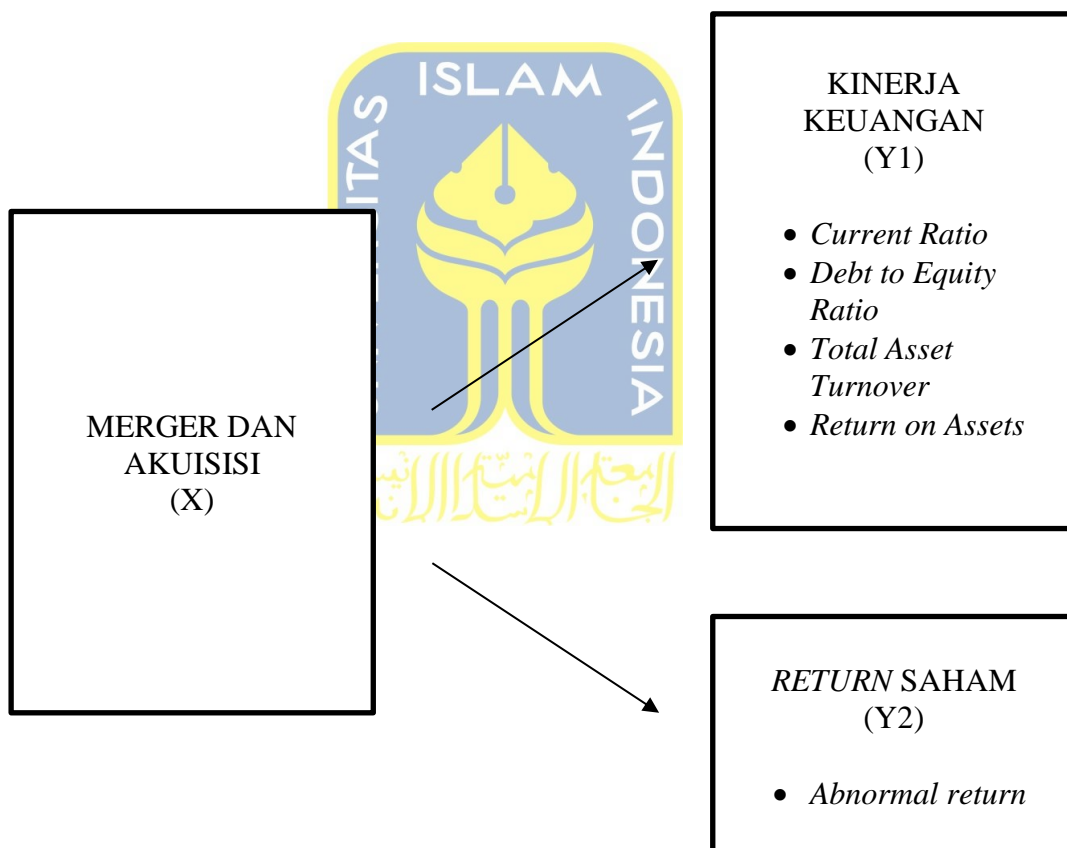 ISLAM
INDONESIA
MERGER DAN
AKUISISI
(X)
KINERJA
KEUANGAN
(Y1)
• Current Ratio
• Debt to Equity
Ratio
• Total Asset
Turnover
• Return on Assets
RETURN SAHAM
(Y2)
• Abnormal return